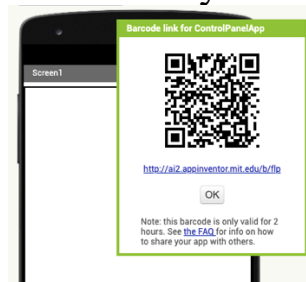 Barcode link for ControlPanelApp
Screen1
http://ai2.appinventor.mit.edu/b/flp
OK
Note: this barcode is only valid for 2
hours. See the FAQ for info on how
to share your app with others.